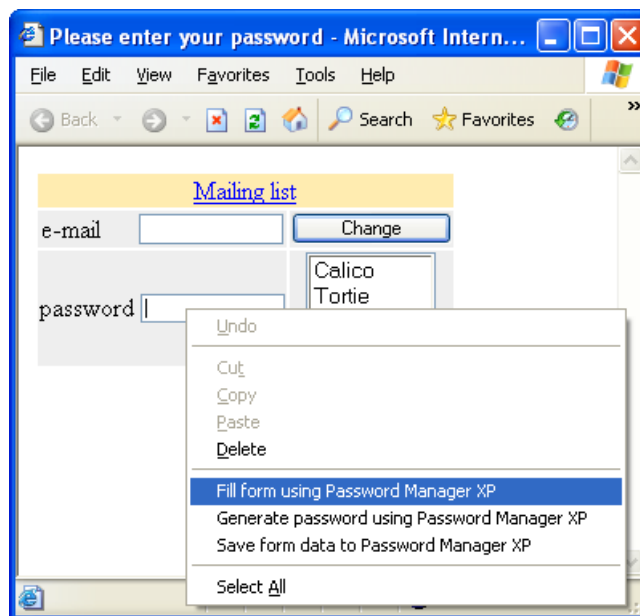 Please enter your password - Microsoft Intern...
File Edit View Favorites Tools Help
Back Search Favorites »
Mailing list
e-mail Change
Calico
Tortie
password
Undo
Cut
Copy
Paste
Delete
Fill form using Password Manager XP
Generate password using Password Manager XP
Save form data to Password Manager XP
Select All